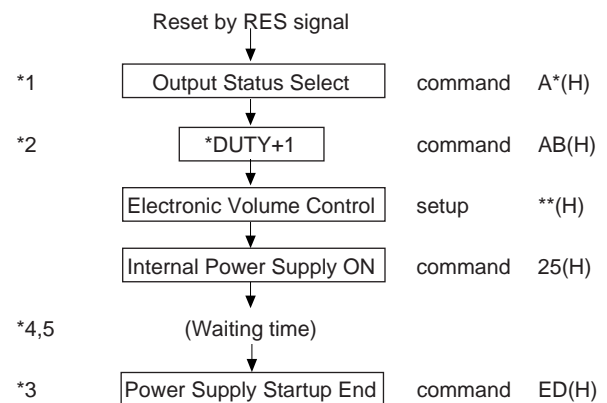 Reset by RES signal
*1 Output Status Select command A*(H)
*2 *DUTY+1 command AB(H)
Electronic Volume Control setup **(H)
Internal Power Supply ON command 25(H)
*4,5 (Waiting time)
*3 Power Supply Startup End command ED(H)